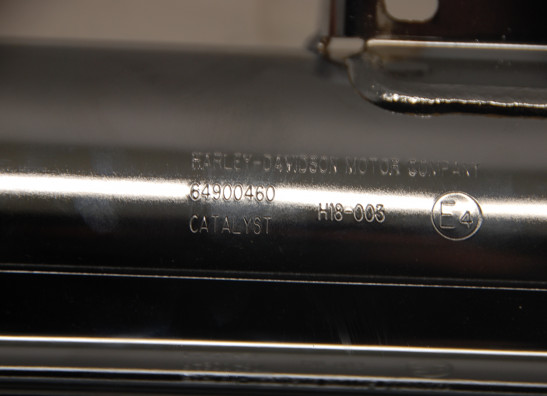 HARLEY-DAVIDSON MOTOR COMPANY
64900460
H18-003
E4
CATALYST